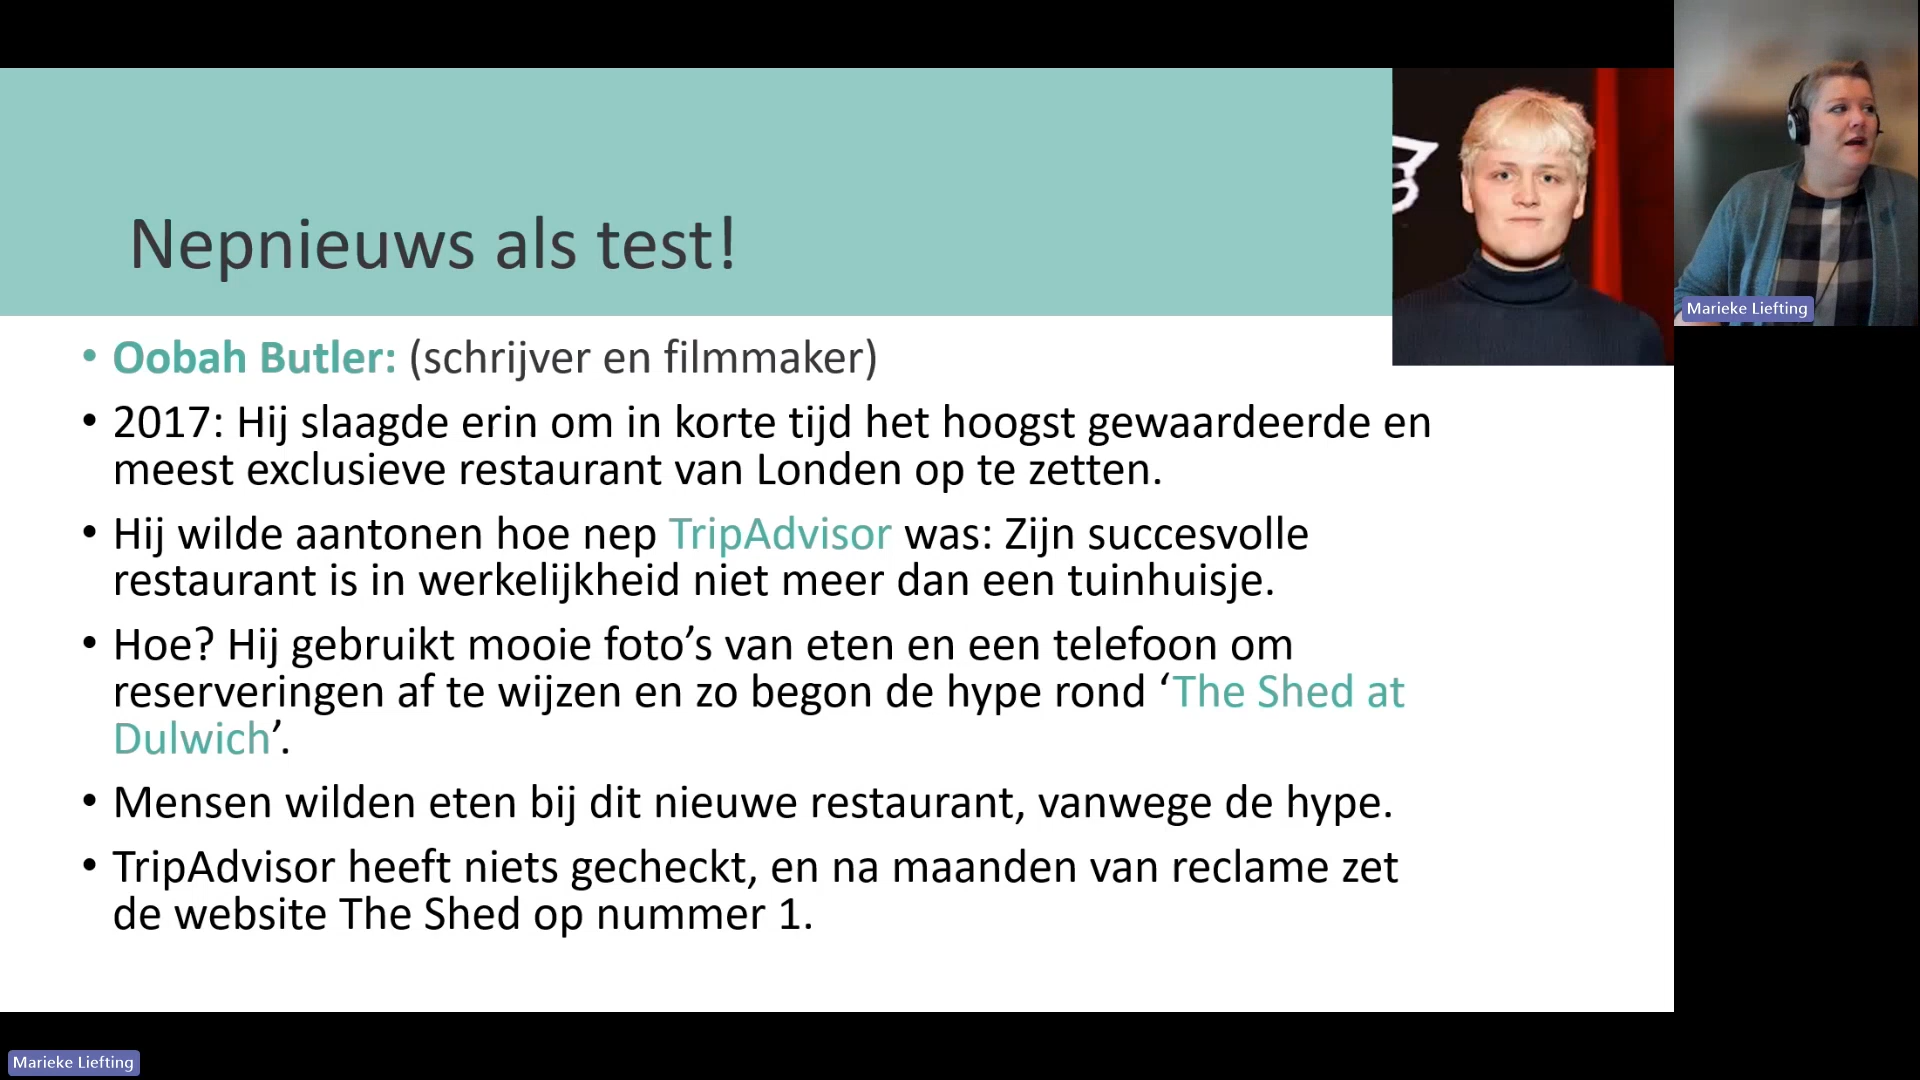 Nepnieuws als test!
• Oobah Butler: (schrijver en filmmaker)
• 2017: Hij slaagde erin om in korte tijd het hoogst gewaardeerde en
meest exclusieve restaurant van Londen op te zetten.
• Hij wilde aantonen hoe nep TripAdvisor was: Zijn succesvolle
restaurant is in werkelijkheid niet meer dan een tuinhuisje.
• Hoe? Hij gebruikt mooie foto’s van eten en een telefoon om
reserveringen af te wijzen en zo begon de hype rond ‘The Shed at
Dulwich’.
• Mensen wilden eten bij dit nieuwe restaurant, vanwege de hype.
• TripAdvisor heeft niets gecheckt, en na maanden van reclame zet
de website The Shed op nummer 1.
Marieke Liefting
Marieke Liefting